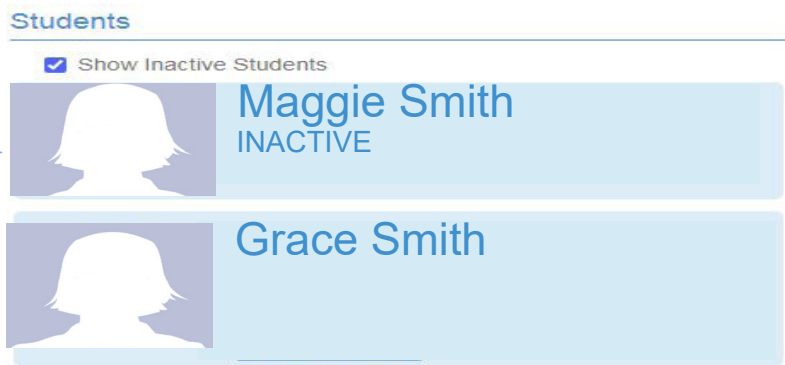 Students
Show Inactive Students
Maggie Smith
INACTIVE
Grace Smith